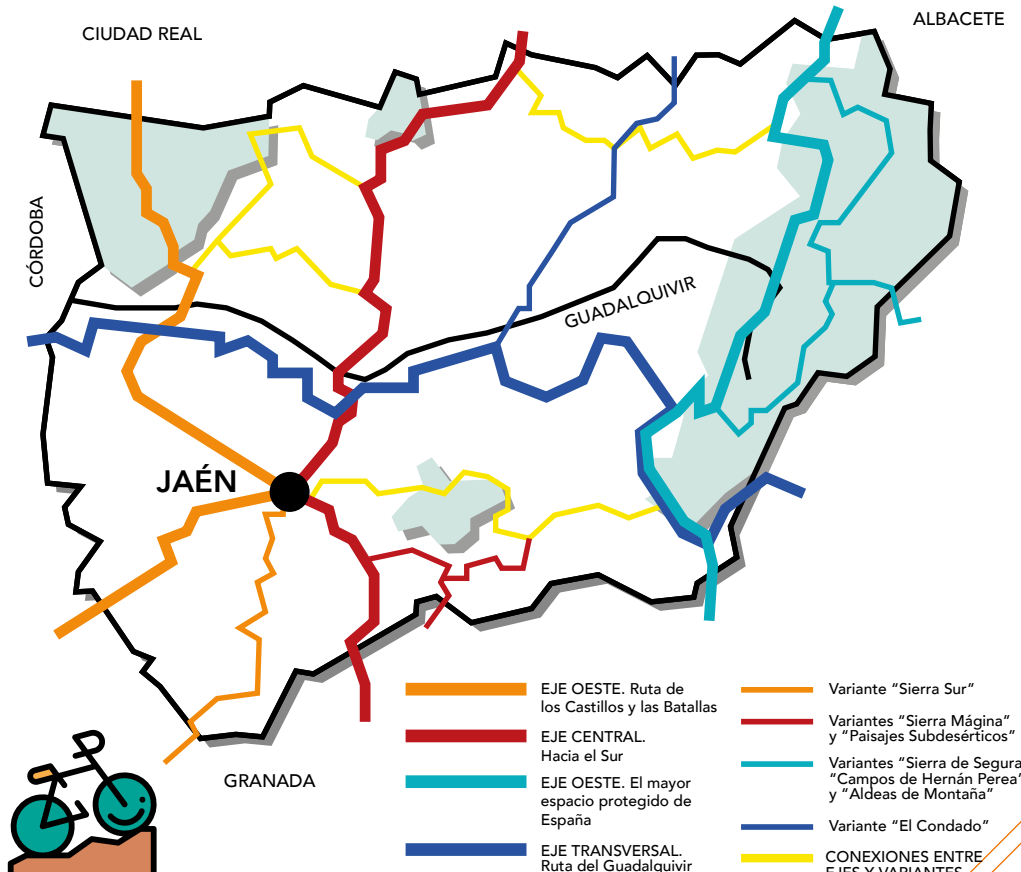 CIUDAD REAL
ALBACETE
CÓRDOBA
GUADALQUIVIR
JAÉN
GRANADA
EJE OESTE. Ruta de
los Castillos y las Batallas
EJE CENTRAL.
Hacia el Sur
EJE OESTE. El mayor
espacio protegido de
España
EJE TRANSVERSAL.
Ruta del Guadalquivir
Variante "Sierra Sur"
Variantes "Sierra Mágina"
y "Paisajes Subdesérticos"
Variantes "Sierra de Segura"
"Campos de Hernán Perea"
y "Aldeas de Montaña"
Variante "El Condado"
CONEXIONES ENTRE
EJES Y VARIANTES